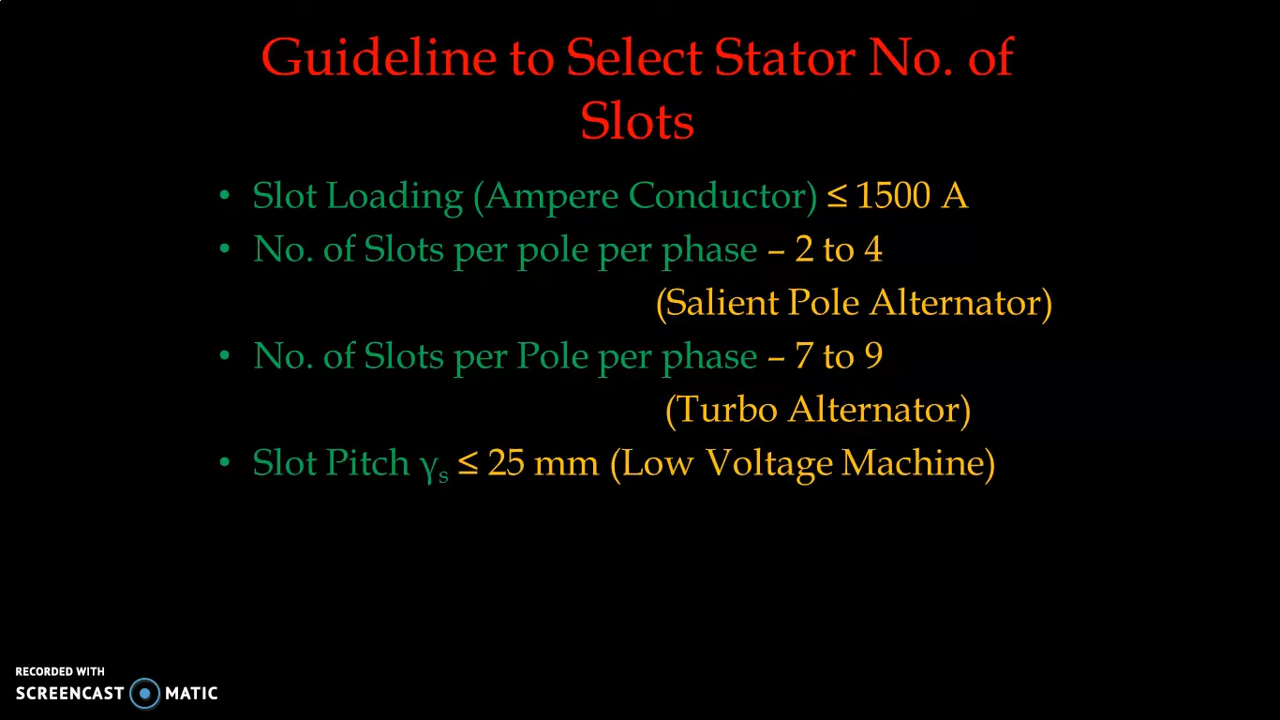 Guideline to Select Stator No. of
Slots
• Slot Loading (Ampere Conductor) ≤ 1500 A
• No. of Slots per pole per phase – 2 to 4
(Salient Pole Alternator)
• No. of Slots per Pole per phase – 7 to 9
(Turbo Alternator)
• Slot Pitch γs ≤ 25 mm (Low Voltage Machine)
RECORDED WITH
SCREENCAST MATIC